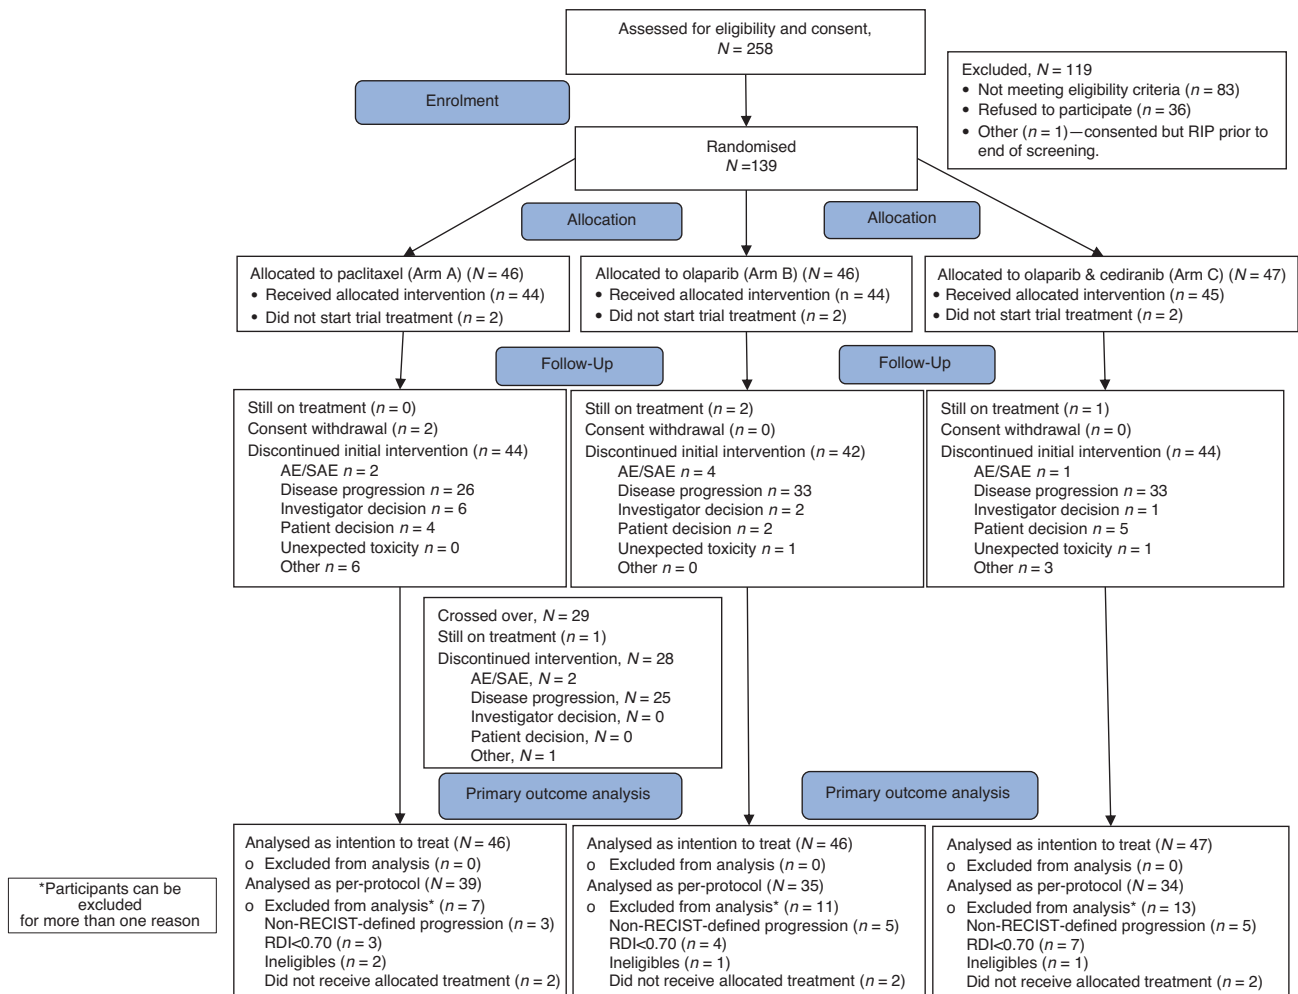 Assessed for eligibility and consent,
N = 258
Excluded, N = 119
• Not meeting eligibility criteria (n = 83)
• Refused to participate (n = 36)
• Other (n = 1)—consented but RIP prior to
end of screening.
Enrolment
Randomised
N =139
Allocation
Allocation
Allocated to paclitaxel (Arm A) (N = 46)
• Received allocated intervention (n = 44)
• Did not start trial treatment (n = 2)
Allocated to olaparib (Arm B) (N = 46)
• Received allocated intervention (n = 44)
• Did not start trial treatment (n = 2)
Allocated to olaparib & cediranib (Arm C) (N = 47)
• Received allocated intervention (n = 45)
• Did not start trial treatment (n = 2)
Follow-Up
Follow-Up
Still on treatment (n = 0)
Consent withdrawal (n = 2)
Discontinued initial intervention (n = 44)
AE/SAE n = 2
Disease progression n = 26
Investigator decision n = 6
Patient decision n = 4
Unexpected toxicity n = 0
Other n = 6
Still on treatment (n = 2)
Consent withdrawal (n = 0)
Discontinued initial intervention (n = 42)
AE/SAE n = 4
Disease progression n = 33
Investigator decision n = 2
Patient decision n = 2
Unexpected toxicity n = 1
Other n = 0
Still on treatment (n = 1)
Consent withdrawal (n = 0)
Discontinued initial intervention (n = 44)
AE/SAE n = 1
Disease progression n = 33
Investigator decision n = 1
Patient decision n = 5
Unexpected toxicity n = 1
Other n = 3
Crossed over, N = 29
Still on treatment (n = 1)
Discontinued intervention, N = 28
AE/SAE, N = 2
Disease progression, N = 25
Investigator decision, N = 0
Patient decision, N = 0
Other, N = 1
Primary outcome analysis
Primary outcome analysis
Analysed as intention to treat (N = 46)
o Excluded from analysis (n = 0)
Analysed as per-protocol (N = 39)
o Excluded from analysis* (n = 7)
Non-RECIST-defined progression (n = 3)
RDI<0.70 (n = 3)
Ineligibles (n = 2)
Did not receive allocated treatment (n = 2)
Analysed as intention to treat (N = 46)
o Excluded from analysis (n = 0)
Analysed as per-protocol (N = 35)
o Excluded from analysis* (n = 11)
Non-RECIST-defined progression (n = 5)
RDI<0.70 (n = 4)
Ineligibles (n = 1)
Did not receive allocated treatment (n = 2)
Analysed as intention to treat (N = 47)
o Excluded from analysis (n = 0)
Analysed as per-protocol (N = 34)
o Excluded from analysis* (n = 13)
Non-RECIST-defined progression (n = 5)
RDI<0.70 (n = 7)
Ineligibles (n = 1)
Did not receive allocated treatment (n = 2)
*Participants can be
excluded
for more than one reason